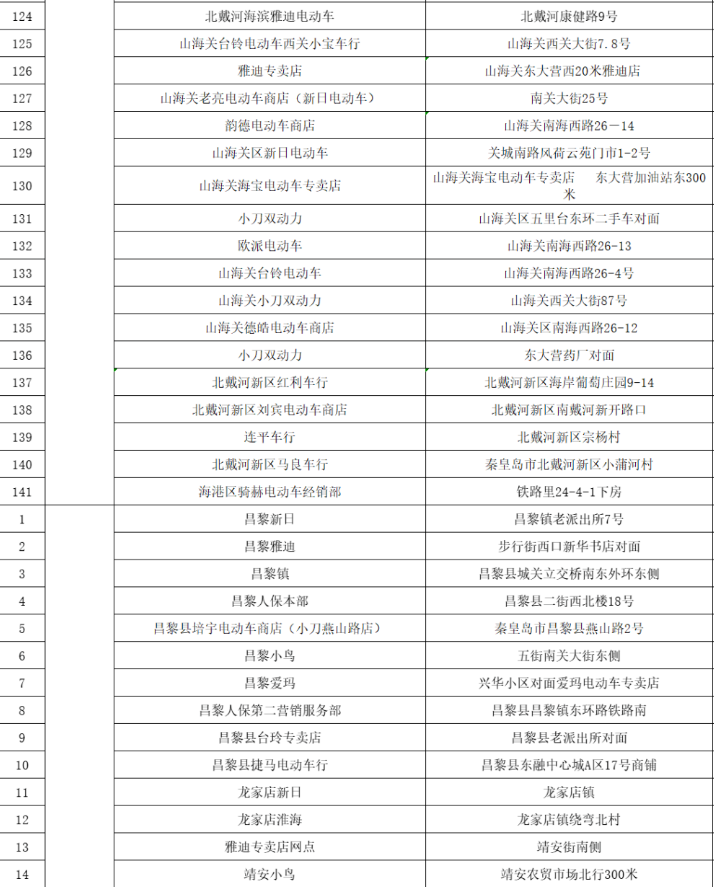 124 北戴河海滨雅迪电动车 北戴河康健路9号
125 山海关台铃电动车西关小宝车行 山海关西关大街7.8号
126 雅迪专卖店 山海关东大营西20米雅迪店
127 山海关老亮电动车商店（新日电动车） 南关大街25号
128 韵德电动车商店 山海关南海西路26－14
129 山海关区新日电动车 关城南路风荷云苑门市1-2号
130 山海关海宝电动车专卖店 山海关海宝电动车专卖店 东大营加油站东300
米
131 小刀双动力 山海关区五里台东环二手车对面
132 欧派电动车 山海关南海西路26-13
133 山海关台铃电动车 山海关南海西路26-4号
134 山海关小刀双动力 山海关西关大街87号
135 山海关德皓电动车商店 山海关区南海西路26-12
136 小刀双动力 东大营药厂对面
137 北戴河新区红利车行 北戴河新区海岸葡萄庄园9-14
138 北戴河新区刘宾电动车商店 北戴河新区南戴河新开路口
139 连平车行 北戴河新区宗杨村
140 北戴河新区马良车行 秦皇岛市北戴河新区小蒲河村
141 海港区骑赫电动车经销部 铁路里24-4-1下房
1 昌黎新日 昌黎镇老派出所7号
2 昌黎雅迪 步行街西口新华书店对面
3 昌黎镇 昌黎县城关立交桥南东外环东侧
4 昌黎人保本部 昌黎县二街西北楼18号
5 昌黎县培宇电动车商店（小刀燕山路店） 秦皇岛市昌黎县燕山路2号
6 昌黎小鸟 五街南关大街东侧
7 昌黎爱玛 兴华小区对面爱玛电动车专卖店
8 昌黎人保第二营销服务部 昌黎县昌黎镇东环路铁路南
9 昌黎县台玲专卖店 昌黎县老派出所对面
10 昌黎县捷马电动车行 昌黎县东融中心城A区17号商铺
11 龙家店新日 龙家店镇
12 龙家店淮海 龙家店镇绕弯北村
13 雅迪专卖店网点 靖安街南侧
14 靖安小鸟 靖安农贸市场北行300米